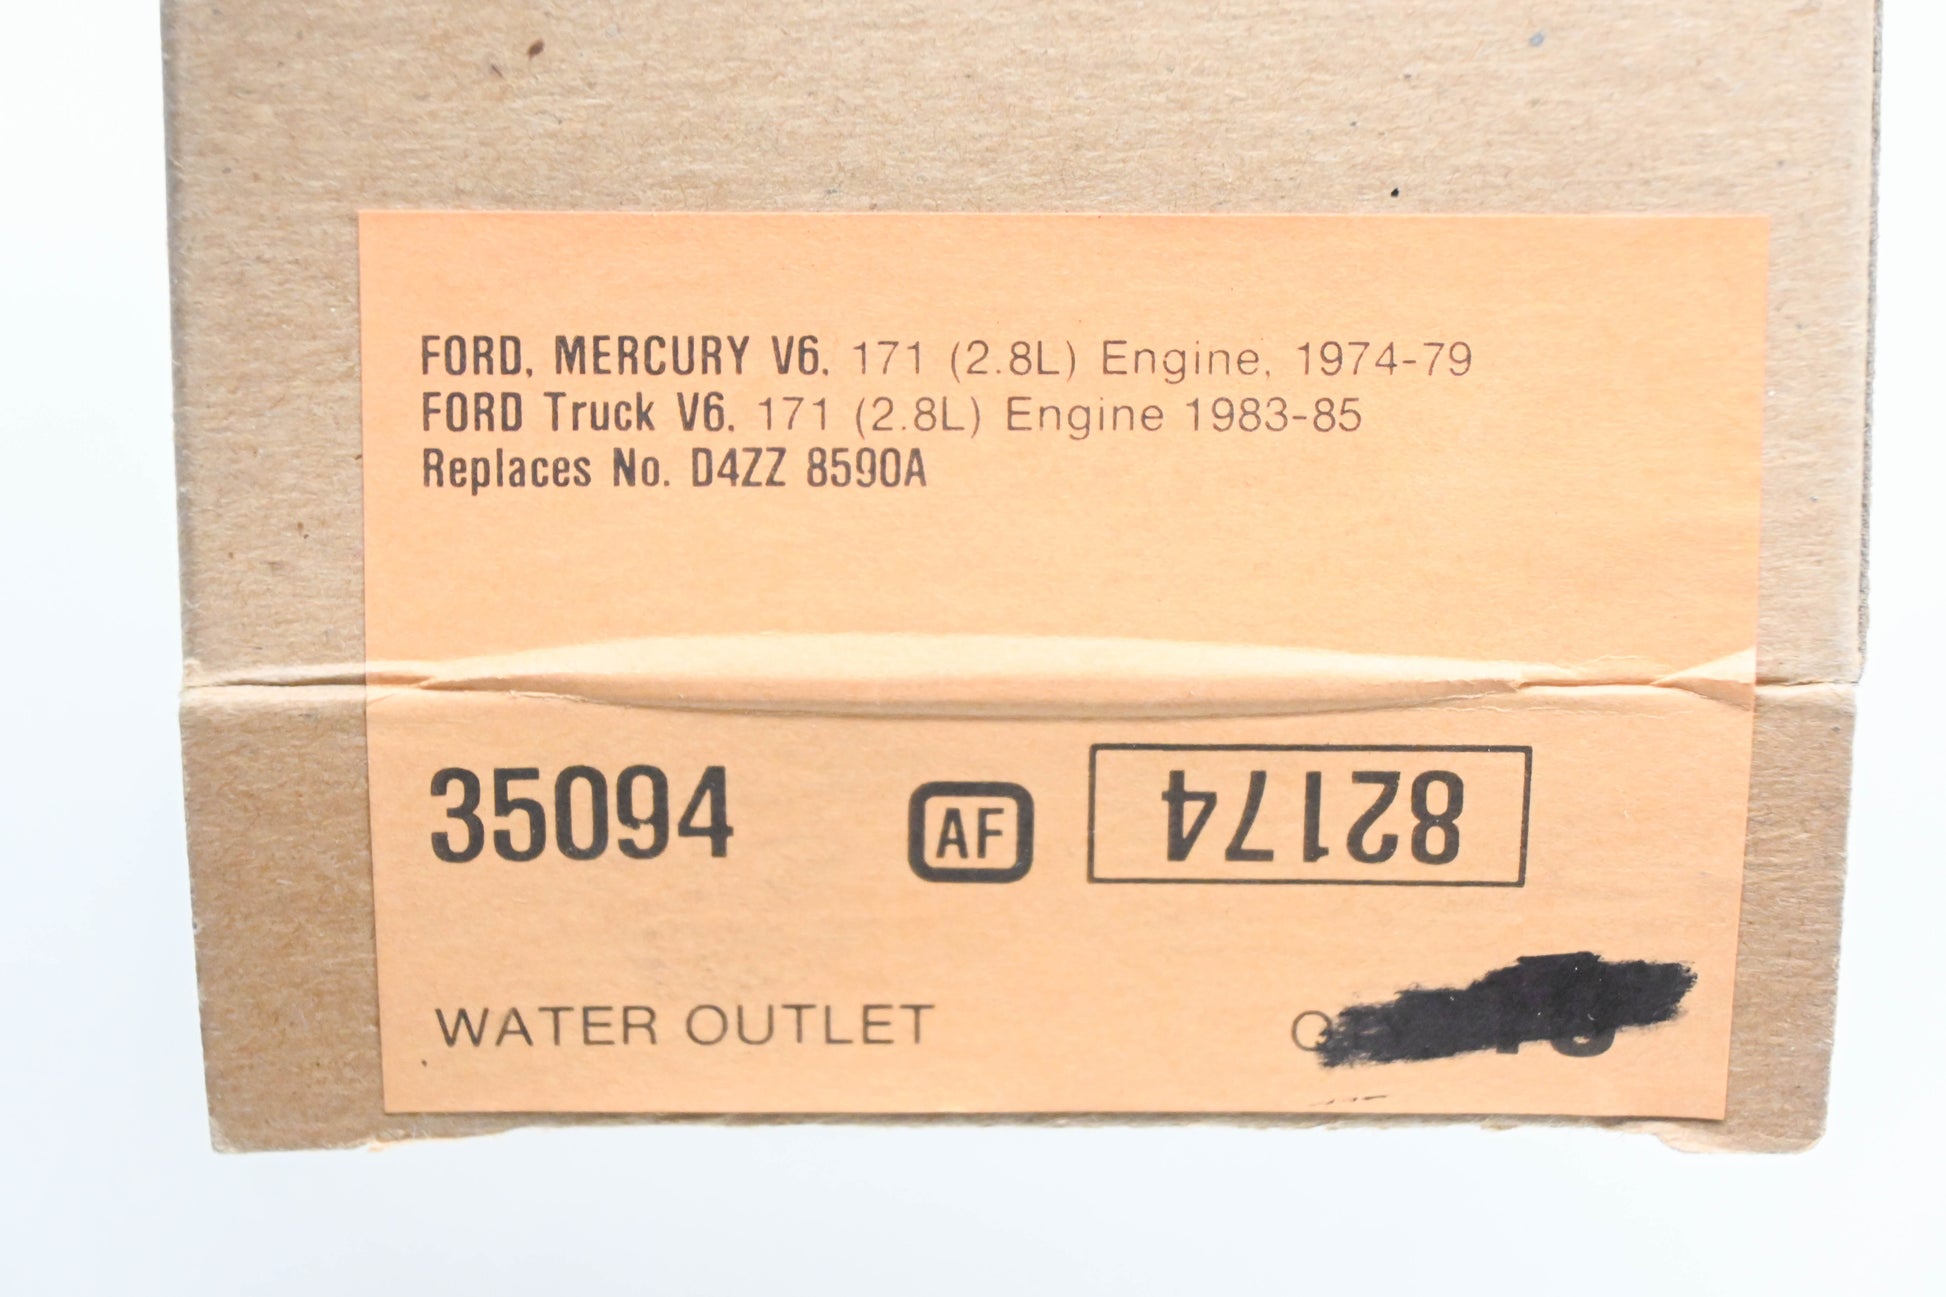 FORD, MERCURY V6, 171 (2.8L) Engine, 1974-79
FORD Truck V6, 171 (2.8L) Engine 1983-85
Replaces No. D4ZZ 8590A
35094 AF 82174
WATER OUTLET